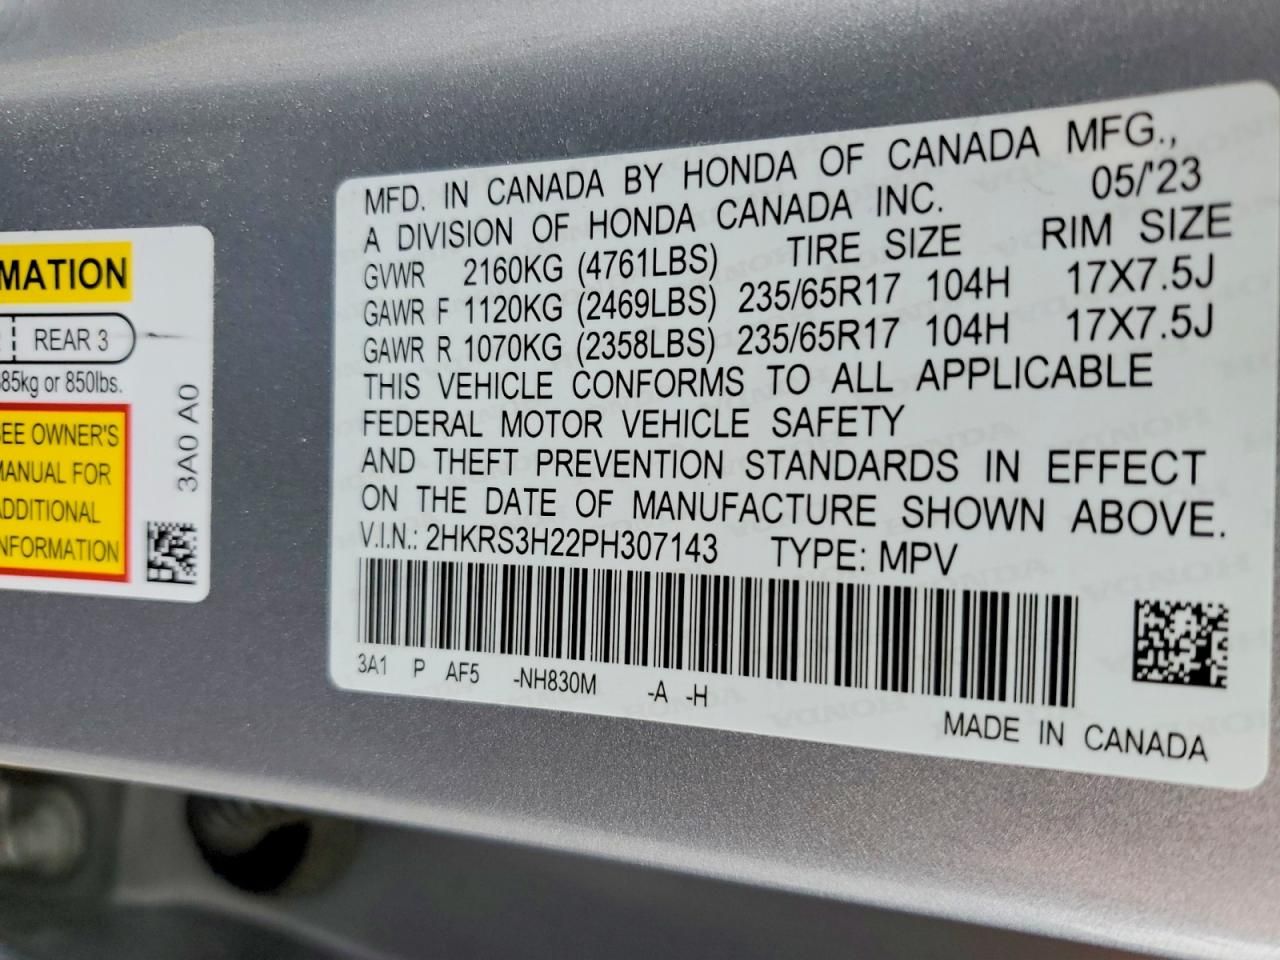 MATION
REAR 3
85kg or 850lbs.
SEE OWNER'S
MANUAL FOR
ADDITIONAL
INFORMATION
3A0 A0
MFD. IN CANADA BY HONDA OF CANADA MFG.,
A DIVISION OF HONDA CANADA INC. 05/'23
GVWR 2160KG (4761LBS) TIRE SIZE RIM SIZE
GAWR F 1120KG (2469LBS) 235/65R17 104H 17X7.5J
GAWR R 1070KG (2358LBS) 235/65R17 104H 17X7.5J
THIS VEHICLE CONFORMS TO ALL APPLICABLE
FEDERAL MOTOR VEHICLE SAFETY
AND THEFT PREVENTION STANDARDS IN EFFECT
ON THE DATE OF MANUFACTURE SHOWN ABOVE.
V.I.N.: 2HKRS3H22PH307143 TYPE: MPV
3A1 P AF5 -NH830M -A -H
MADE IN CANADA